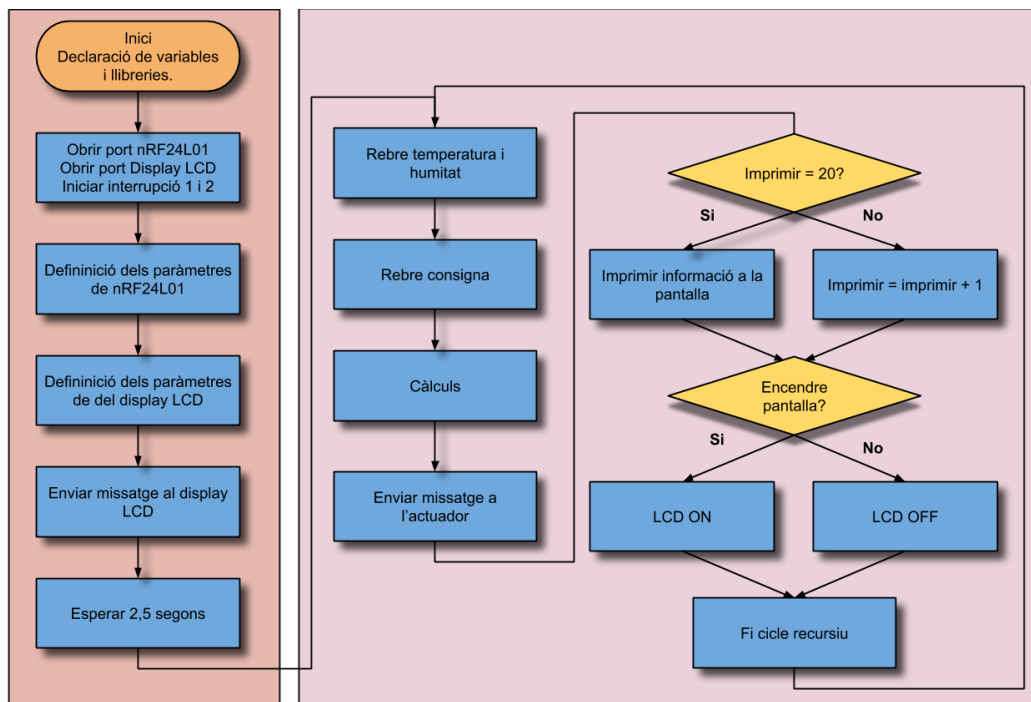 Inici
Declaració de variables
i llibreries.
Obrir port nRF24L01
Obrir port Display LCD
Iniciar interrupció 1 i 2
Defininició dels paràmetres
de nRF24L01
Defininició dels paràmetres
de del display LCD
Enviar missatge al display
LCD
Esperar 2,5 segons
Rebre temperatura i
humitat
Rebre consigna
Càlculs
Enviar missatge a
l'actuador
Imprimir = 20?
Si
No
Imprimir informació a la
pantalla
Imprimir = imprimir + 1
Encendre
pantalla?
Si
No
LCD ON
LCD OFF
Fi cicle recursiu